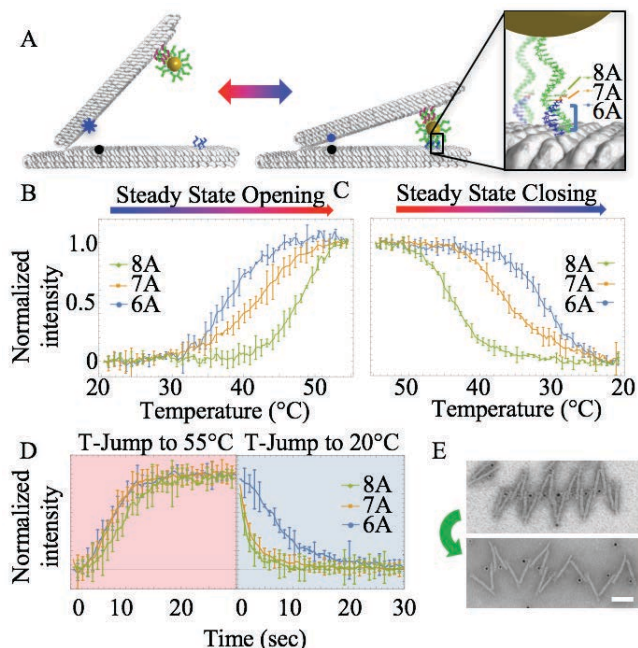 A
8A
7A
6A
B Steady State Opening C Steady State Closing
Normalized intensity
1.0
0.5
0
8A
7A
6A
20 30 40 50
Temperature (°C)
Normalized intensity
8A
7A
6A
50 40 30 20
Temperature (°C)
D T-Jump to 55°C T-Jump to 20°C
Normalized intensity
8A
7A
6A
0 10 20 0 10 20 30
Time (sec)
E